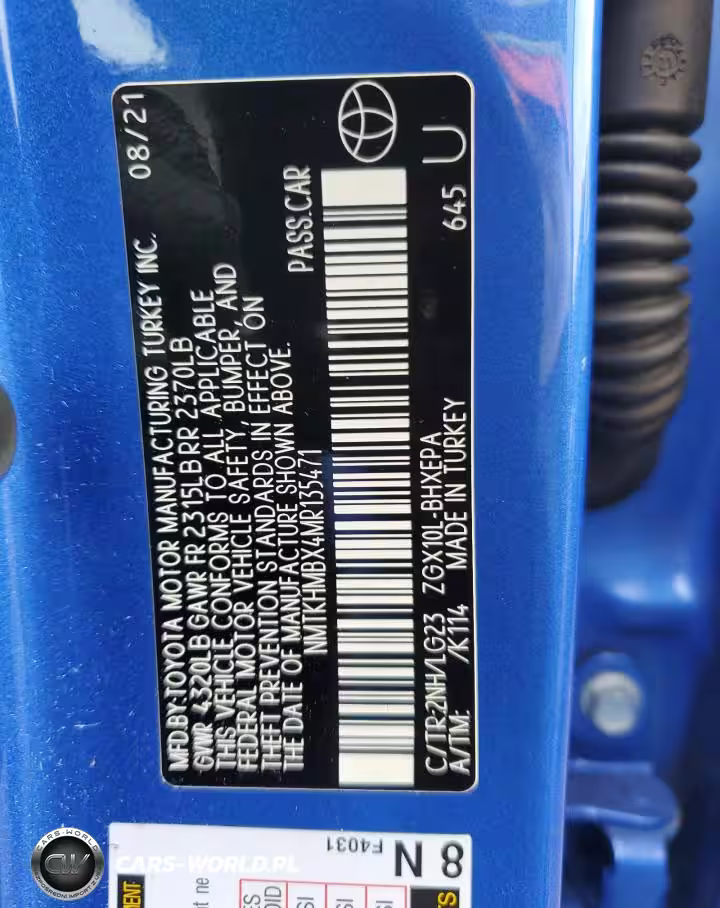 MFD.BY:TOYOTA MOTOR MANUFACTURING TURKEY INC. 08/21
GVWR 4320LB GAWR FR 2315LB RR 2370LB
THIS VEHICLE CONFORMS TO ALL APPLICABLE
FEDERAL MOTOR VEHICLE SAFETY, BUMPER, AND
THEFT PREVENTION STANDARDS IN EFFECT ON
THE DATE OF MANUFACTURE SHOWN ABOVE.
NMTKHMBX4MR135471 PASS.CAR
C/TR:2NH/LG23 ZGX10L-BHXEPA 645 U
A/TM: /K114 MADE IN TURKEY
8 N
F4031
CARS-WORLD
CW
CARS-WORLD.PL